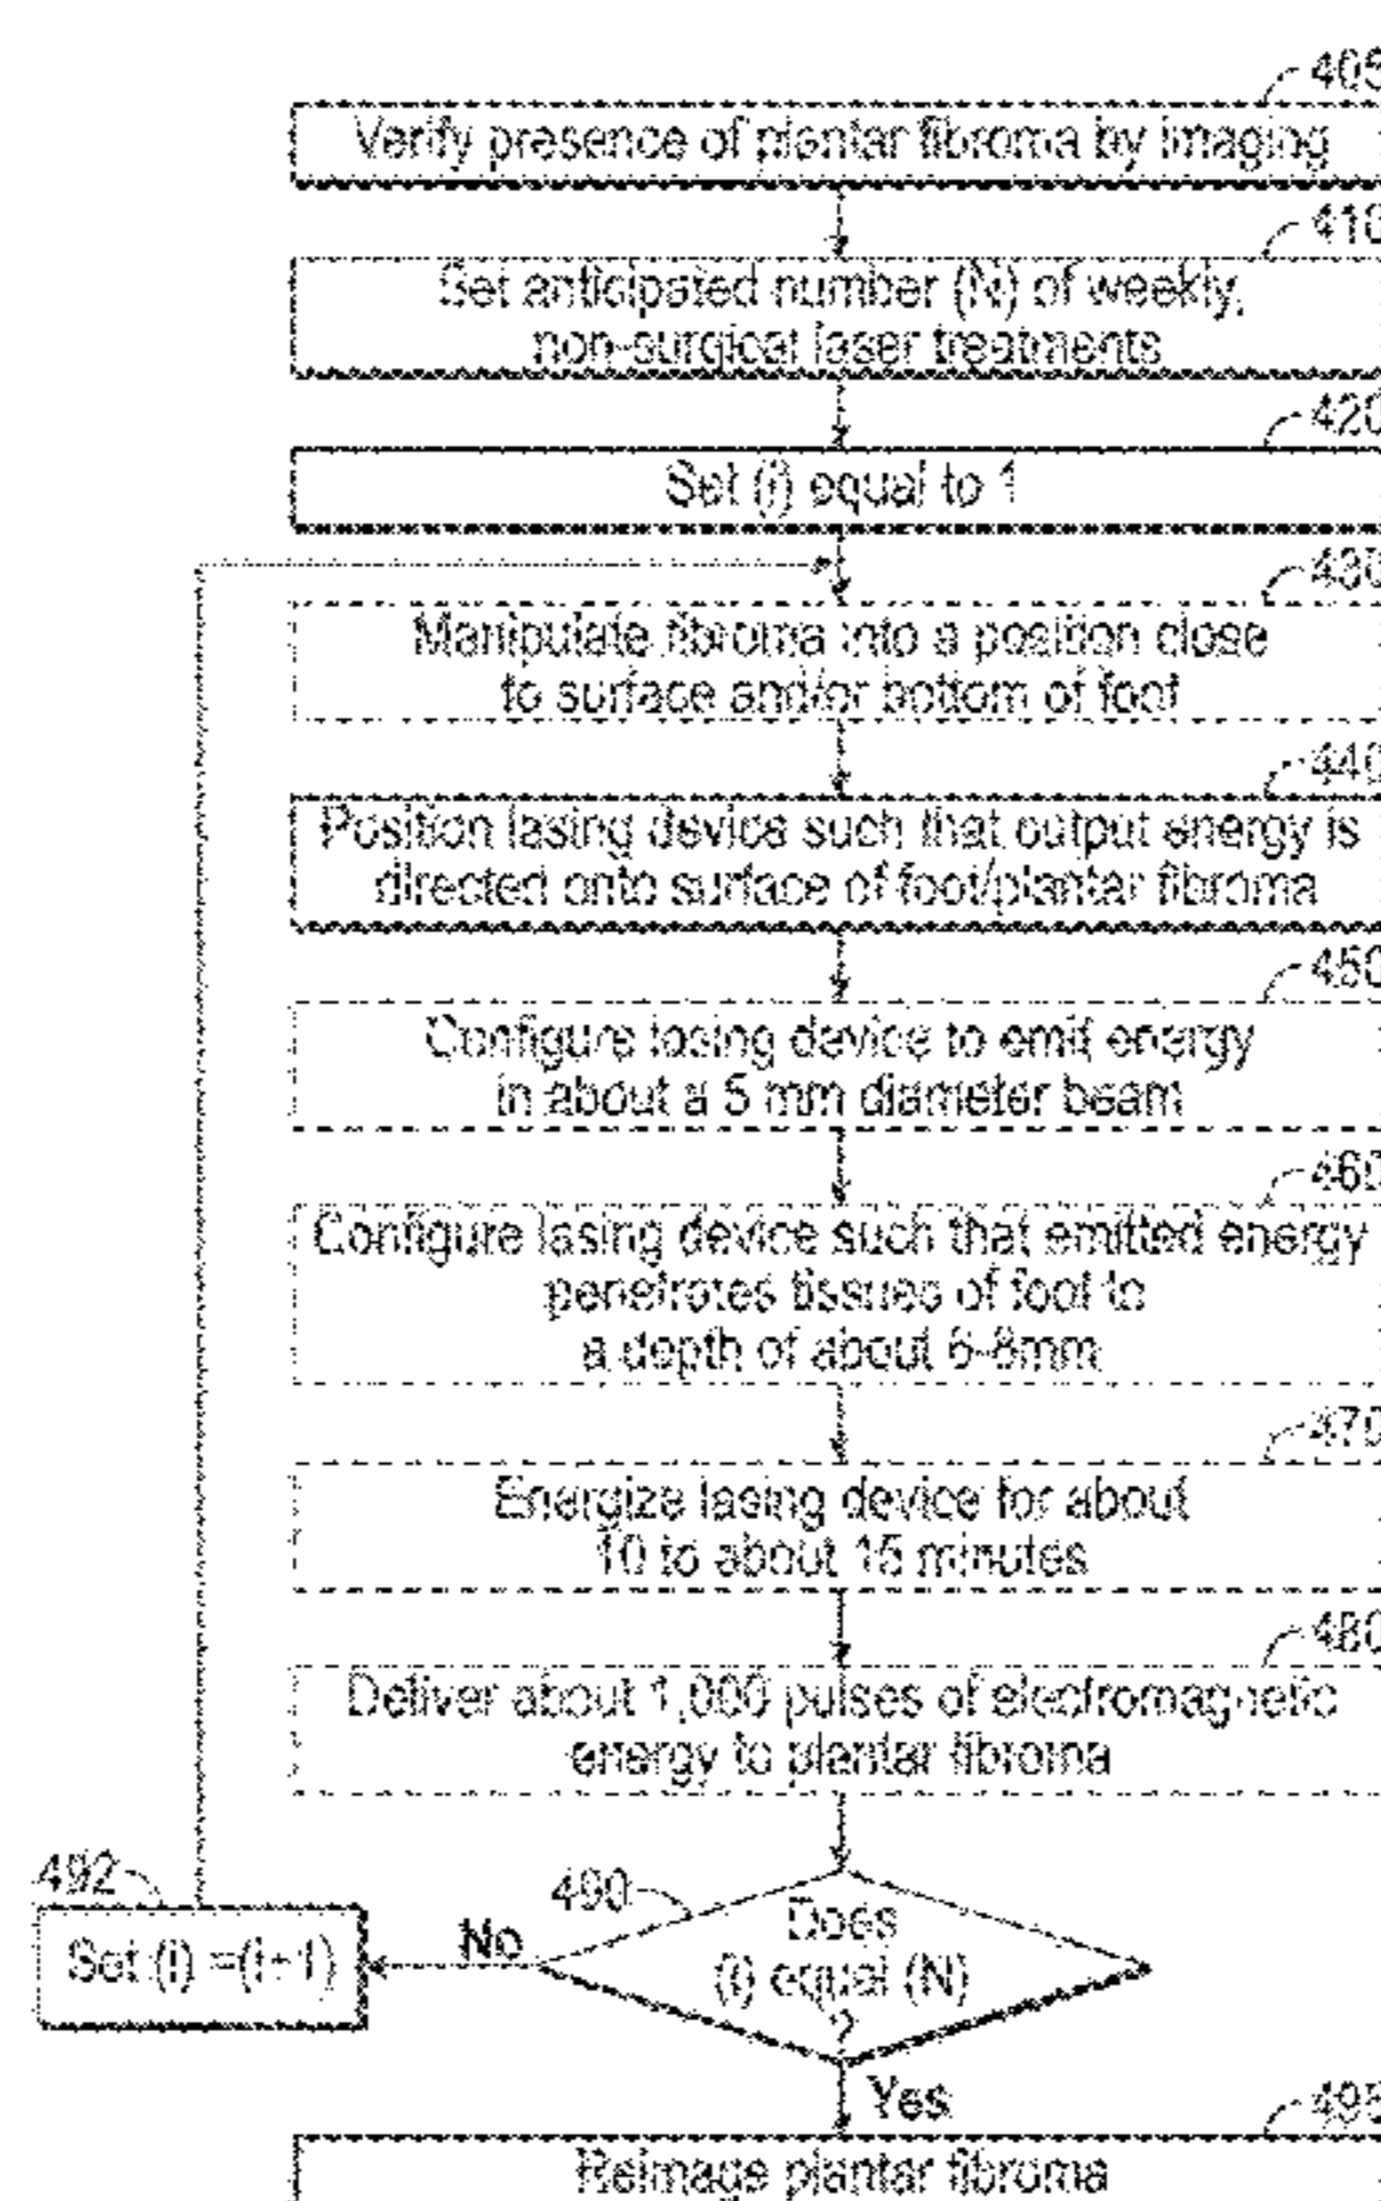 405
Verify presence of plantar fibroma by imaging
410
Set anticipated number (N) of weekly,
non-surgical laser treatments
420
Set (i) equal to 1
430
Manipulate fibroma into a position close
to surface and/or bottom of foot
440
Position lasing device such that output energy is
directed onto surface of foot/plantar fibroma
450
Configure lasing device to emit energy
in about a 5 mm diameter beam
460
Configure lasing device such that emitted energy
penetrates tissues of foot to
a depth of about 6-8mm
470
Energize lasing device for about
10 to about 15 minutes
480
Deliver about 1,000 pulses of electromagnetic
energy to plantar fibroma
492
490
Does
No
Set (i) =(i+1)
(i) equal (N)
?
Yes
495
Reimage plantar fibroma